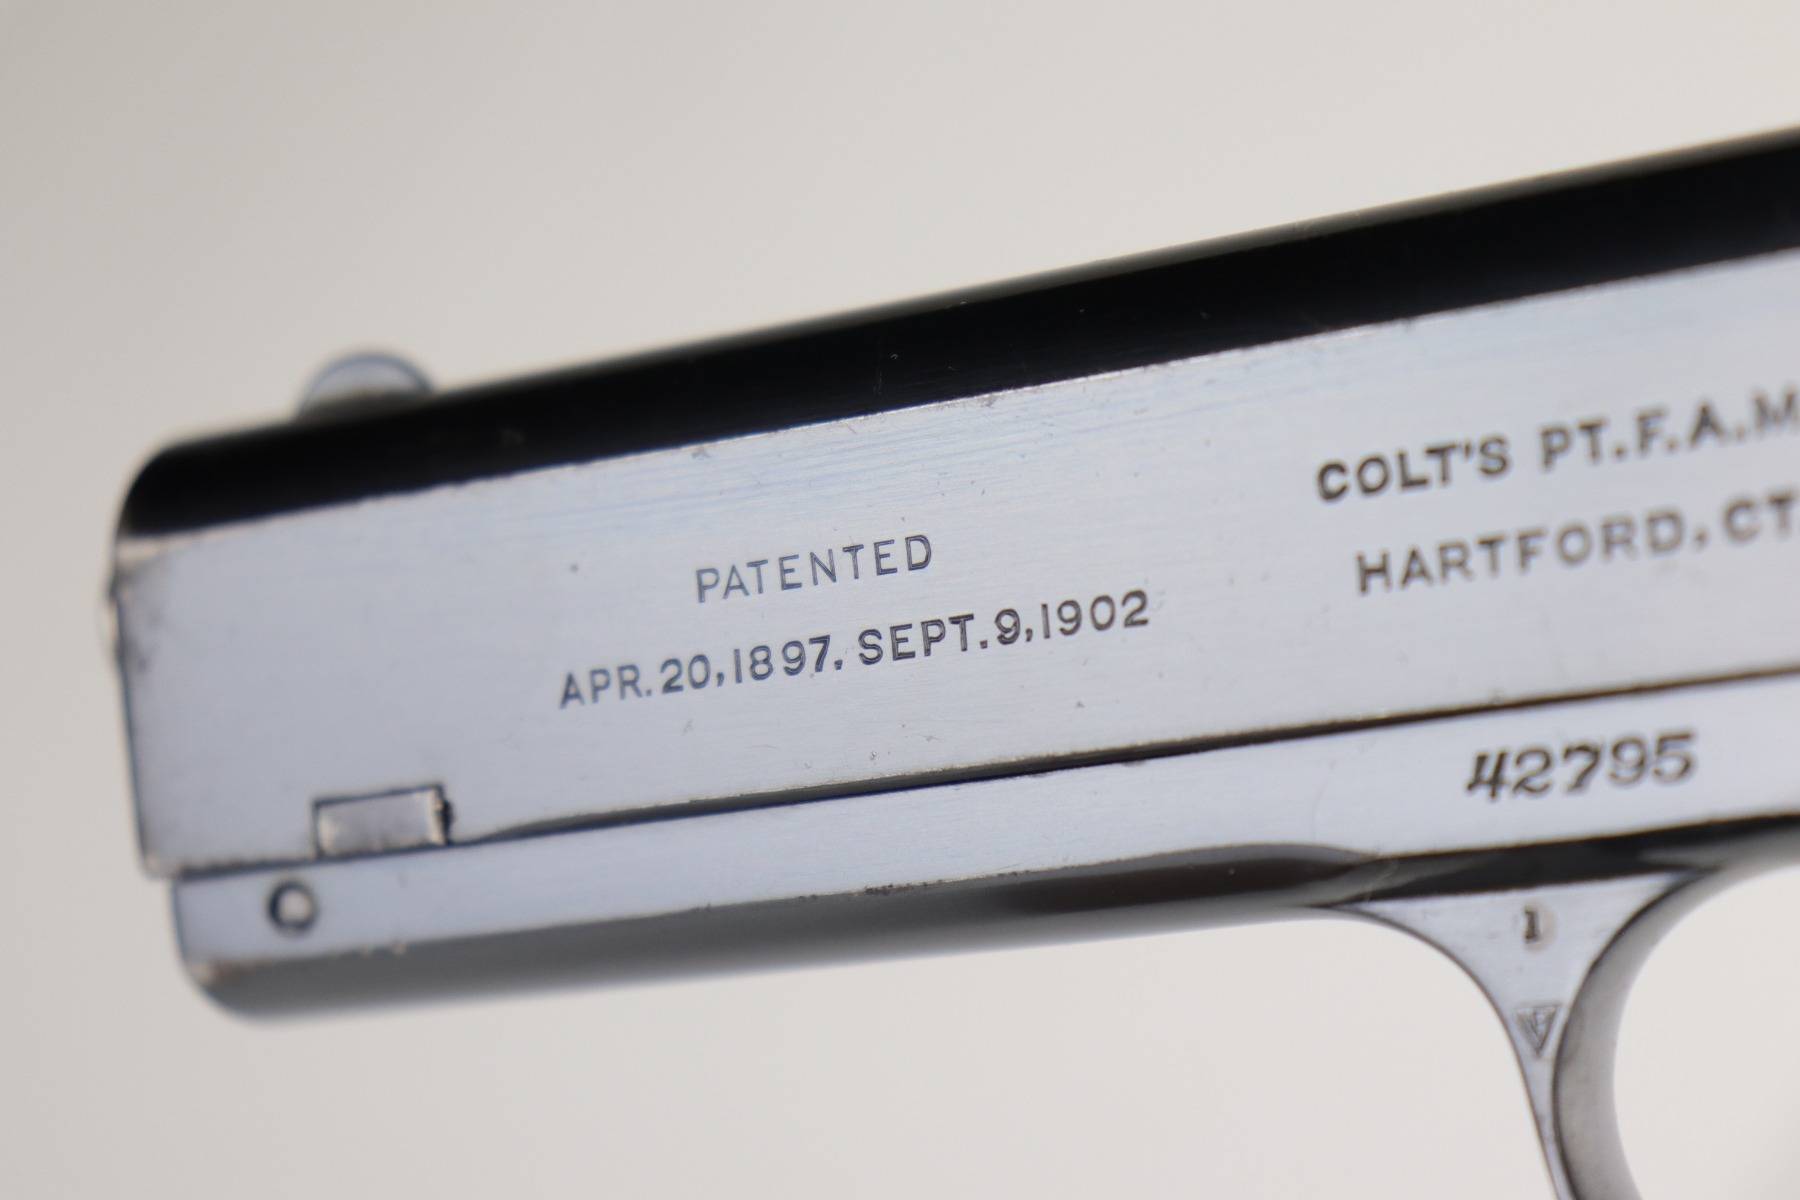 PATENTED
APR.20,1897. SEPT.9,1902
COLT'S PT.F.A.M
HARTFORD, CT.
42795
1